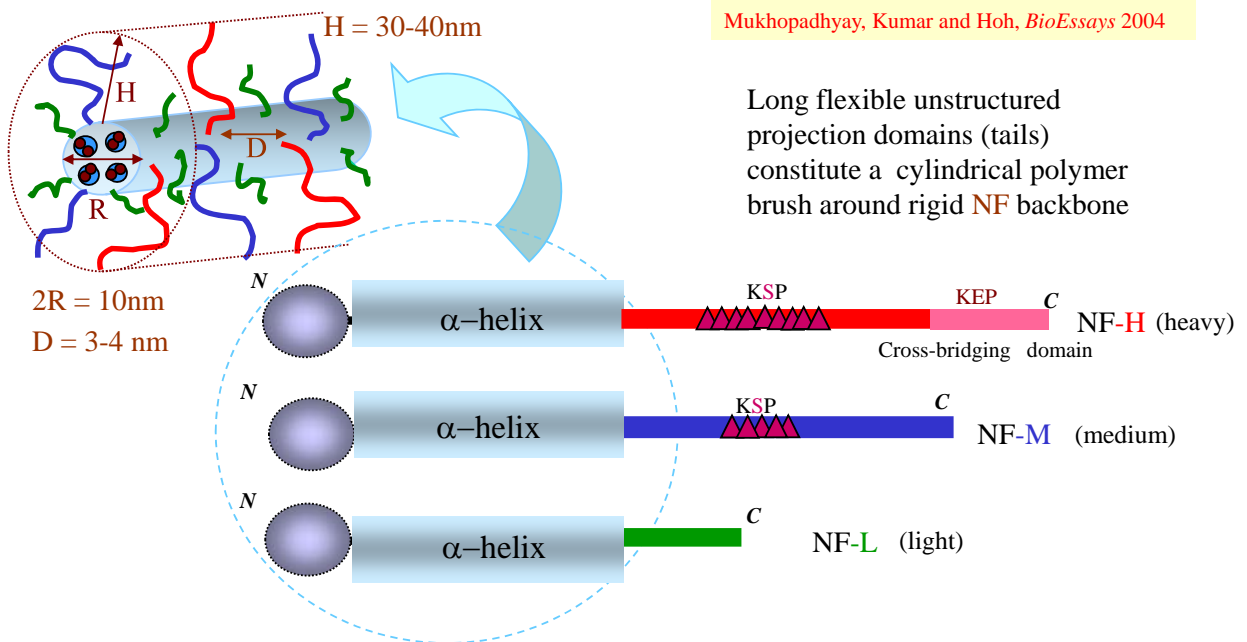 H = 30-40nm
Mukhopadhyay, Kumar and Hoh, BioEssays 2004
H
D
R
Long flexible unstructured
projection domains (tails)
constitute a cylindrical polymer
brush around rigid NF backbone
2R = 10nm
D = 3-4 nm
N
α−helix
KSP
KEP
C
NF-H (heavy)
Cross-bridging domain
N
α−helix
KSP
C
NF-M (medium)
N
α−helix
C
NF-L (light)